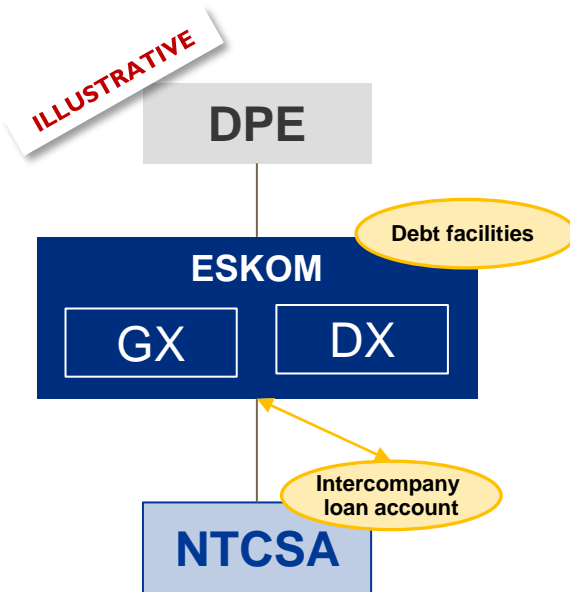 ILLUSTRATIVE
DPE
Debt facilities
ESKOM
GX
DX
Intercompany
loan account
NTCSA